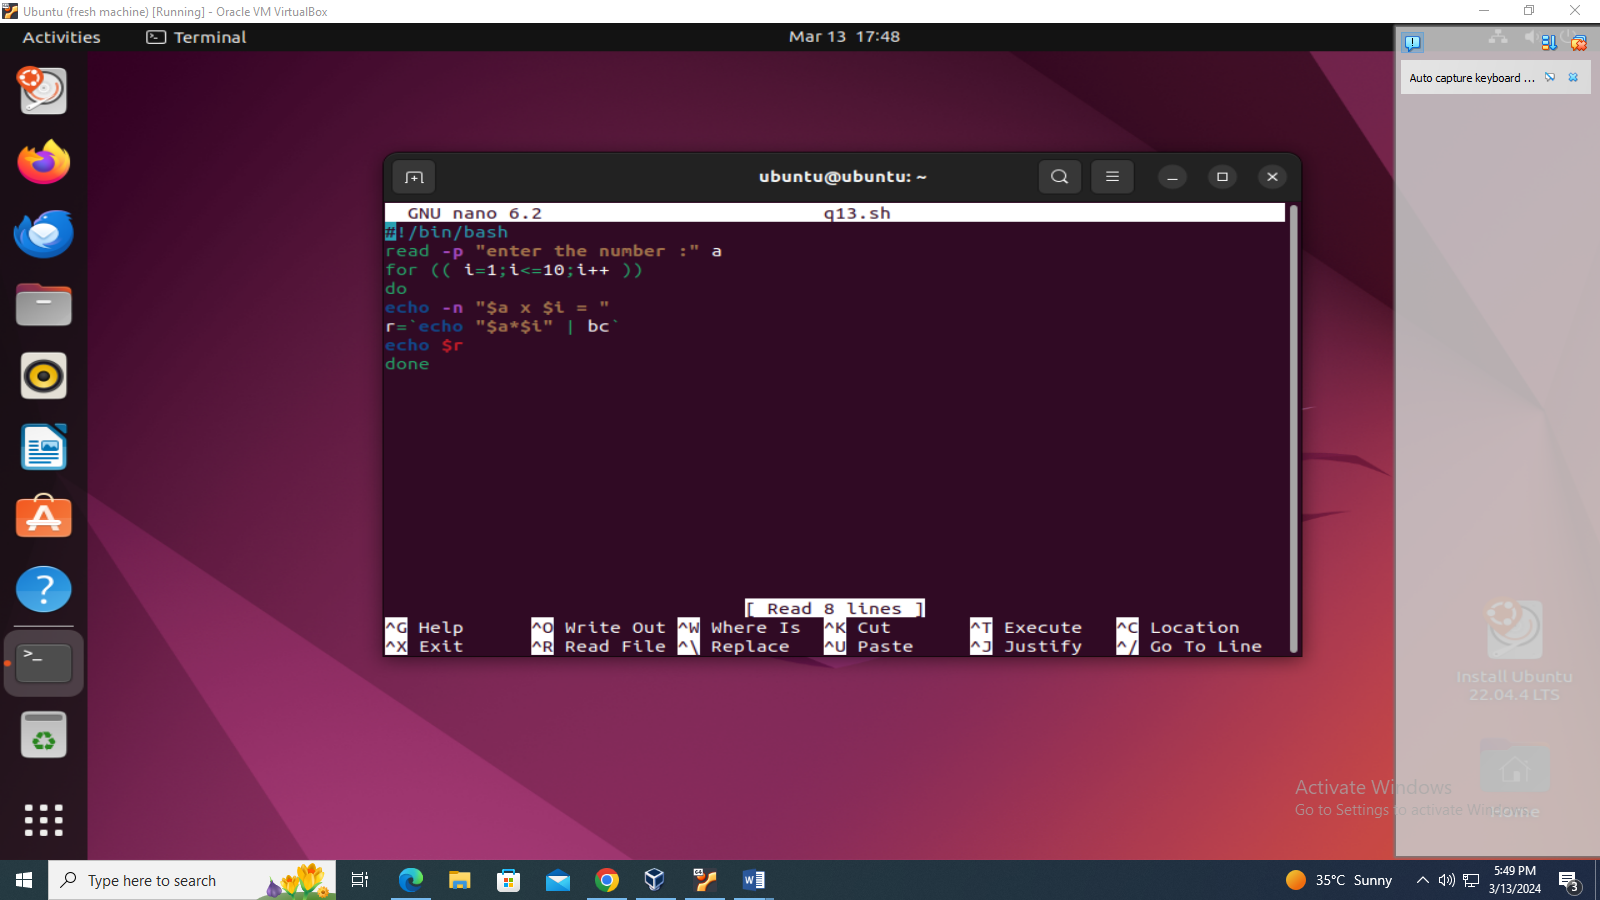 Ubuntu (fresh machine) [Running] - Oracle VM VirtualBox
Activities
Terminal
Mar 13 17:48
Auto capture keyboard ...
ubuntu@ubuntu: ~
GNU nano 6.2
q13.sh
#!/bin/bash
read -p "enter the number :" a
for (( i=1;i<=10;i++ ))
do
echo -n "$a x $i = "
r=`echo "$a*$i" | bc`
echo $r
done
[ Read 8 lines ]
^G Help ^O Write Out ^W Where Is ^K Cut ^T Execute ^C Location
^X Exit ^R Read File ^\ Replace ^U Paste ^J Justify ^/ Go To Line
Install Ubuntu
22.04.4 LTS
Activate Windows
Go to Settings to activate Windows.
Home
Type here to search
35°C Sunny
5:49 PM
3/13/2024
3